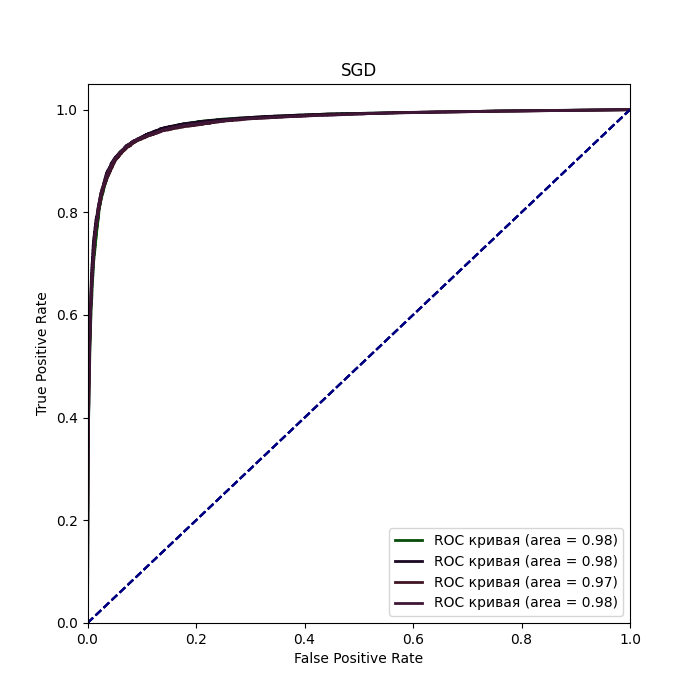 SGD
1.0
0.8
True Positive Rate
0.6
0.4
0.2
0.0
ROC кривая (area = 0.98)
ROC кривая (area = 0.98)
ROC кривая (area = 0.97)
ROC кривая (area = 0.98)
0.0 0.2 0.4 0.6 0.8 1.0
False Positive Rate